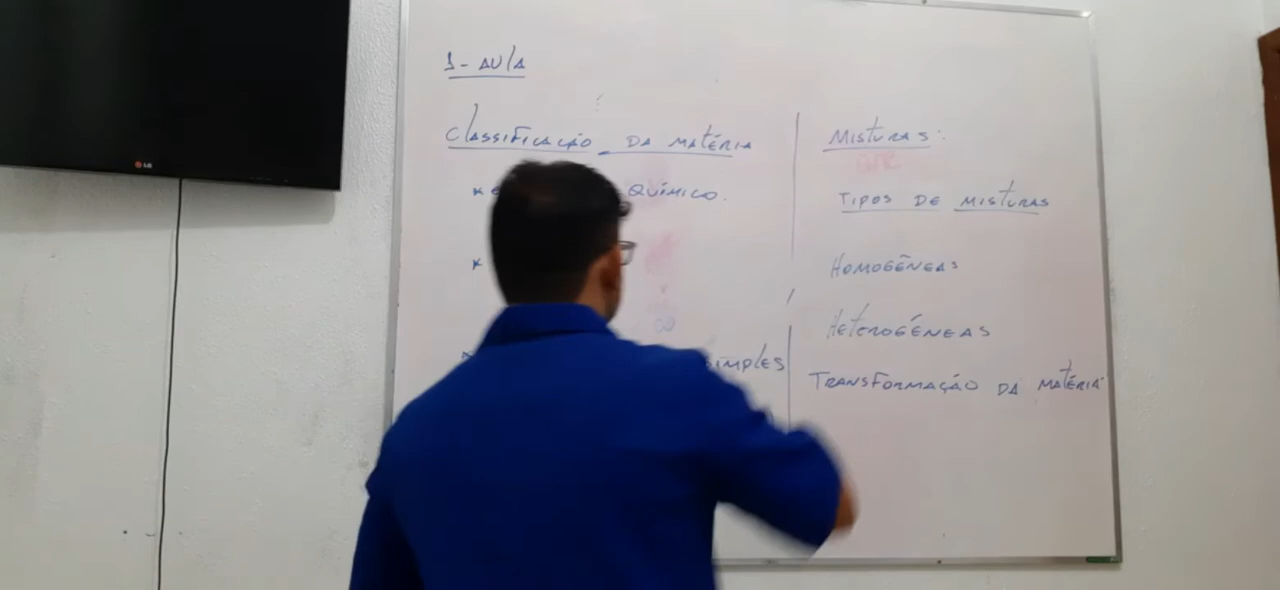 LG
1- AULA
CLASSIFICAÇÃO DA MATÉRIA
* QUÍMICO.
*
SIMPLES
MISTURAS:
TIPOS DE MISTURAS
HOMOGÊNEAS
HETEROGÊNEAS
TRANSFORMAÇÃO DA MATÉRIA